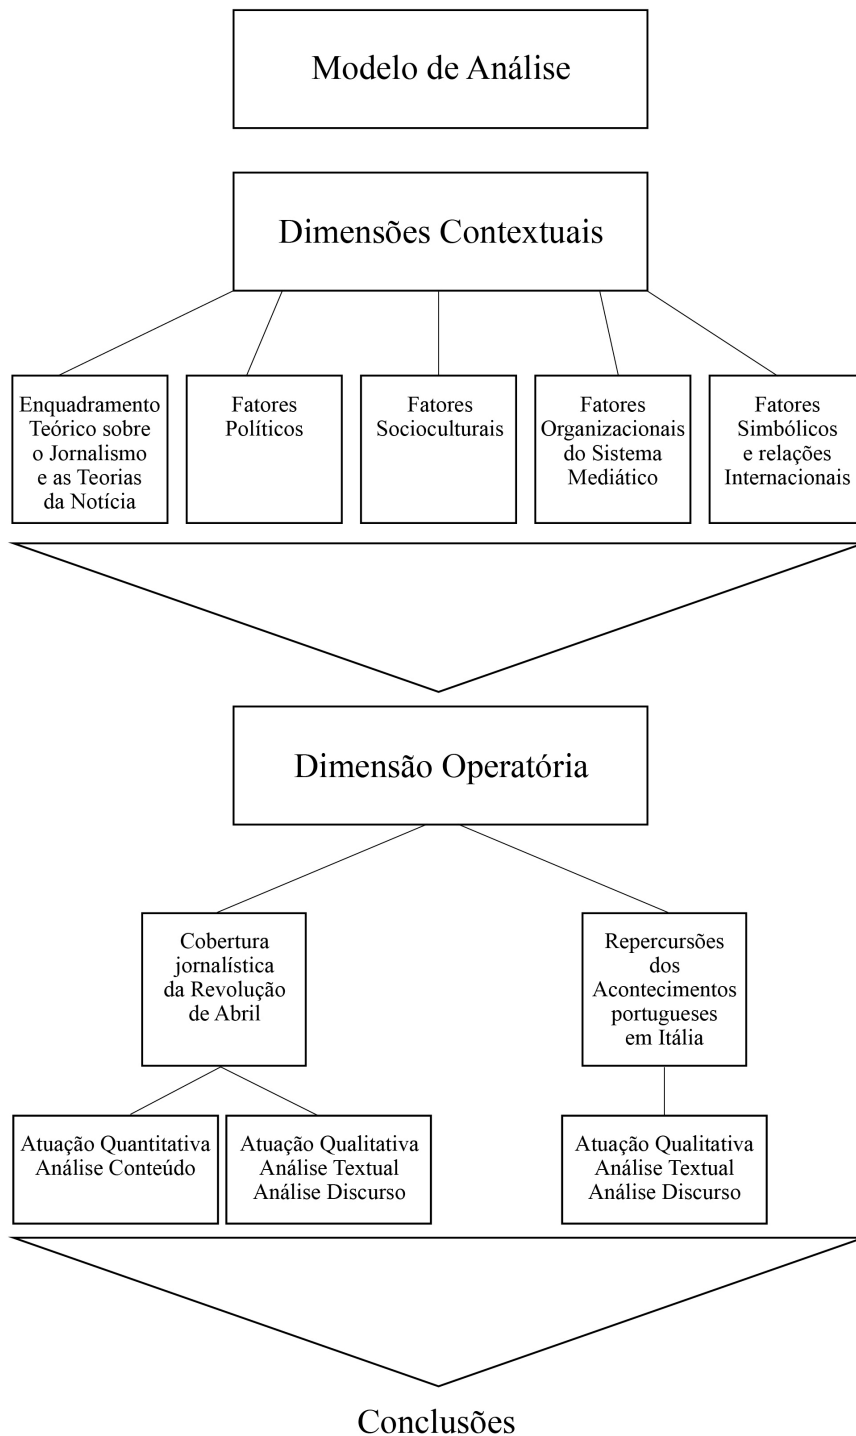 Modelo de Análise
Dimensões Contextuais
Enquadramento
Teórico sobre
o Jornalismo
e as Teorias
da Notícia
Fatores
Políticos
Fatores
Socioculturais
Fatores
Organizacionais
do Sistema
Mediático
Fatores
Simbólicos
e relações
Internacionais
Dimensão Operatória
Cobertura
jornalística
da Revolução
de Abril
Repercursões
dos
Acontecimentos
portugueses
em Itália
Atuação Quantitativa
Análise Conteúdo
Atuação Qualitativa
Análise Textual
Análise Discurso
Atuação Qualitativa
Análise Textual
Análise Discurso
Conclusões